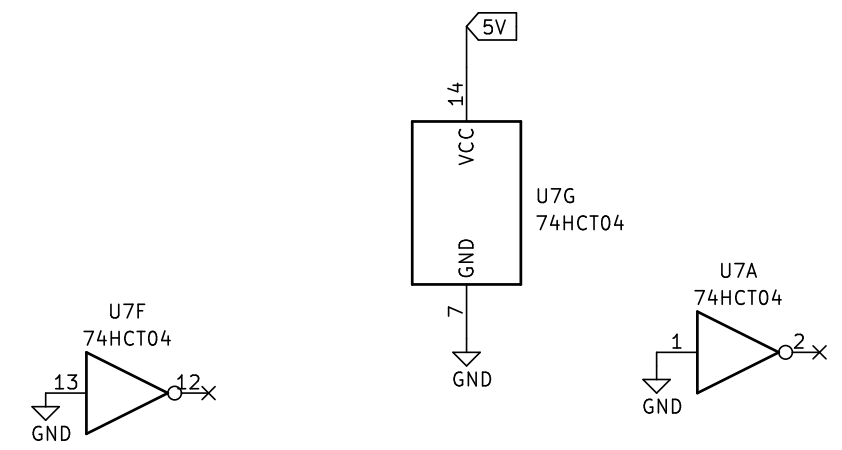 5V
14
VCC
U7G
74HCT04
GND
7
GND
U7A
74HCT04
1
2
GND
U7F
74HCT04
13
12
GND